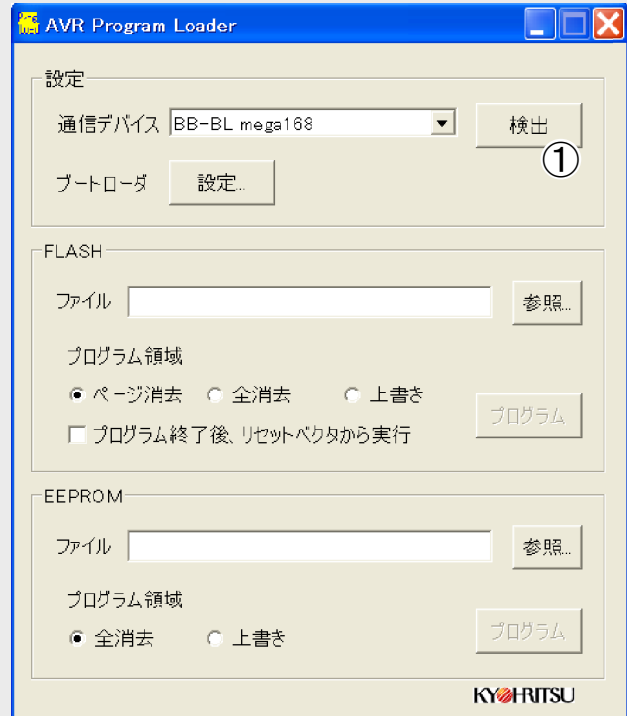 AVR Program Loader
設定
通信デバイス BB-BL mega168 検出
①
ブートローダ 設定...
FLASH
ファイル 参照...
プログラム領域
ページ消去 全消去 上書き
プログラム
プログラム終了後、リセットベクタから実行
EEPROM
ファイル 参照...
プログラム領域
全消去 上書き
プログラム
KYOHRITSU